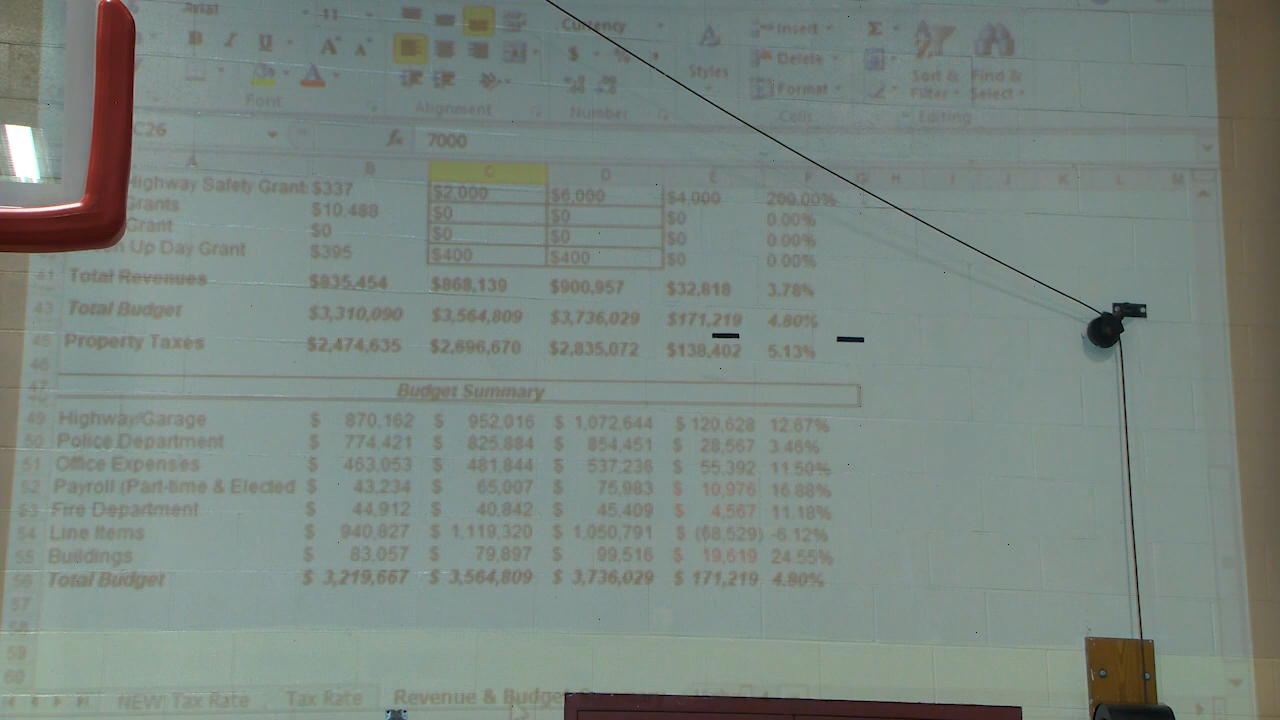 Arial 11 Currency Insert Σ
B I U A A $ % , Styles Delete Sort & Find &
Format Filter Select
Font Alignment Number Cells Editing
C26 fx 7000
B C D E F G H I J K L M
Highway Safety Grant $337 $2,000 $6,000 $4,000 200.00%
Grants $10,488 $0 $0 $0 0.00%
Grant $0 $0 $0 $0 0.00%
Up Day Grant $395 $400 $400 $0 0.00%
41 Total Revenues $835,454 $868,139 $900,957 $32,818 3.78%
43 Total Budget $3,310,090 $3,564,809 $3,736,029 $171,219 4.80%
45 Property Taxes $2,474,635 $2,696,670 $2,835,072 $138,402 5.13%
46
47 Budget Summary
49 Highway/Garage $ 870,162 $ 952,016 $ 1,072,644 $ 120,628 12.67%
50 Police Department $ 774,421 $ 825,884 $ 854,451 $ 28,567 3.46%
51 Office Expenses $ 463,053 $ 481,844 $ 537,236 $ 55,392 11.50%
52 Payroll (Part-time & Elected $ 43,234 $ 65,007 $ 75,983 $ 10,976 16.88%
53 Fire Department $ 44,912 $ 40,842 $ 45,409 $ 4,567 11.18%
54 Line Items $ 940,827 $ 1,119,320 $ 1,050,791 $ (68,529) -6.12%
55 Buildings $ 83,057 $ 79,897 $ 99,516 $ 19,619 24.55%
56 Total Budget $ 3,219,667 $ 3,564,809 $ 3,736,029 $ 171,219 4.80%
57
58
59
60
NEW Tax Rate Tax Rate Revenue & Budget